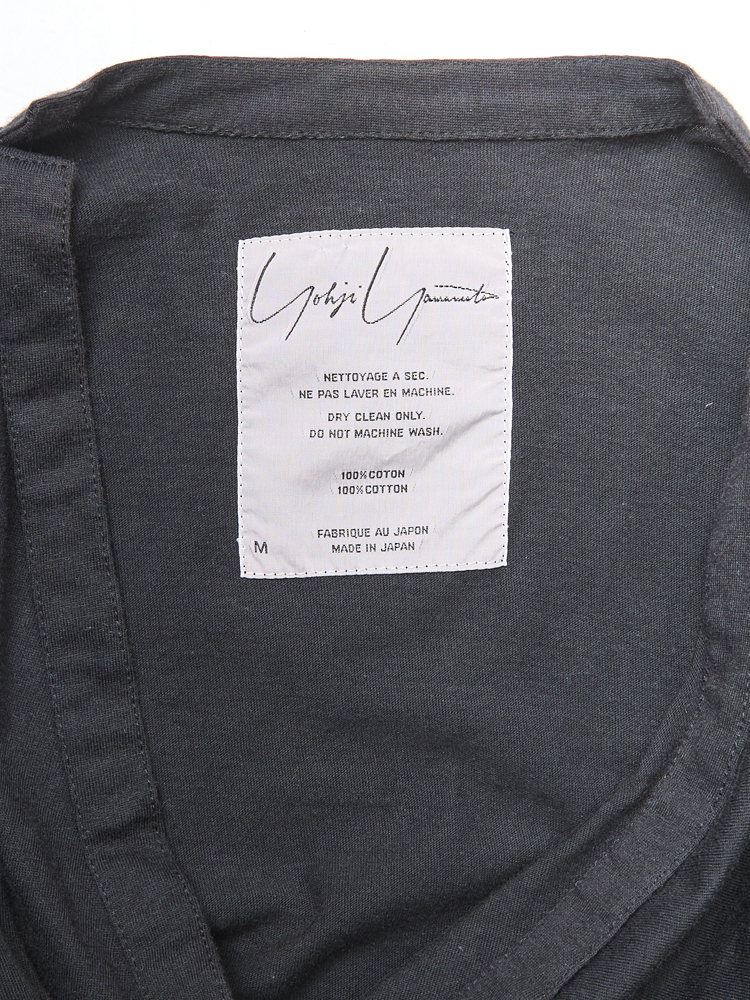 Yohji Yamamoto
NETTOYAGE A SEC.
NE PAS LAVER EN MACHINE.
DRY CLEAN ONLY.
DO NOT MACHINE WASH.
100%COTON
100%COTTON
FABRIQUE AU JAPON
M MADE IN JAPAN